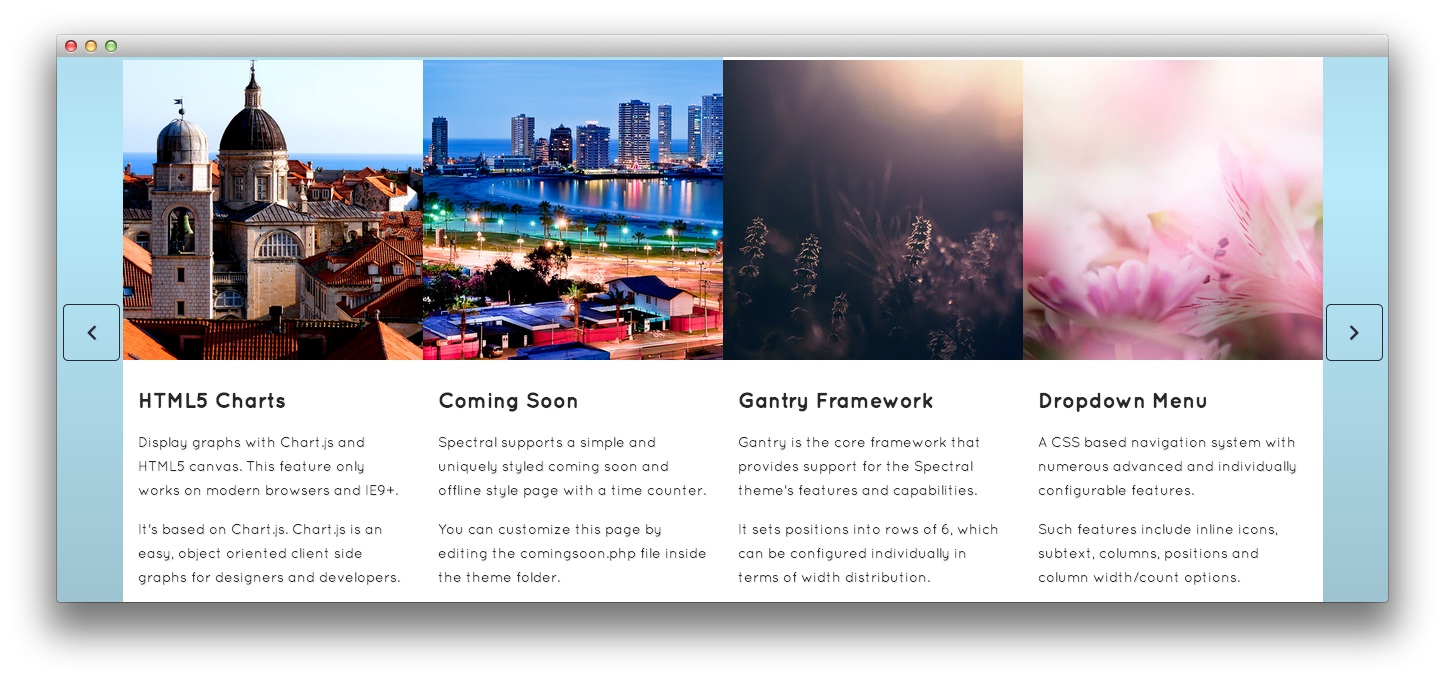 HTML5 Charts
Display graphs with Chart.js and
HTML5 canvas. This feature only
works on modern browsers and IE9+.
It's based on Chart.js. Chart.js is an
easy, object oriented client side
graphs for designers and developers.
Coming Soon
Spectral supports a simple and
uniquely styled coming soon and
offline style page with a time counter.
You can customize this page by
editing the comingsoon.php file inside
the theme folder.
Gantry Framework
Gantry is the core framework that
provides support for the Spectral
theme's features and capabilities.
It sets positions into rows of 6, which
can be configured individually in
terms of width distribution.
Dropdown Menu
A CSS based navigation system with
numerous advanced and individually
configurable features.
Such features include inline icons,
subtext, columns, positions and
column width/count options.